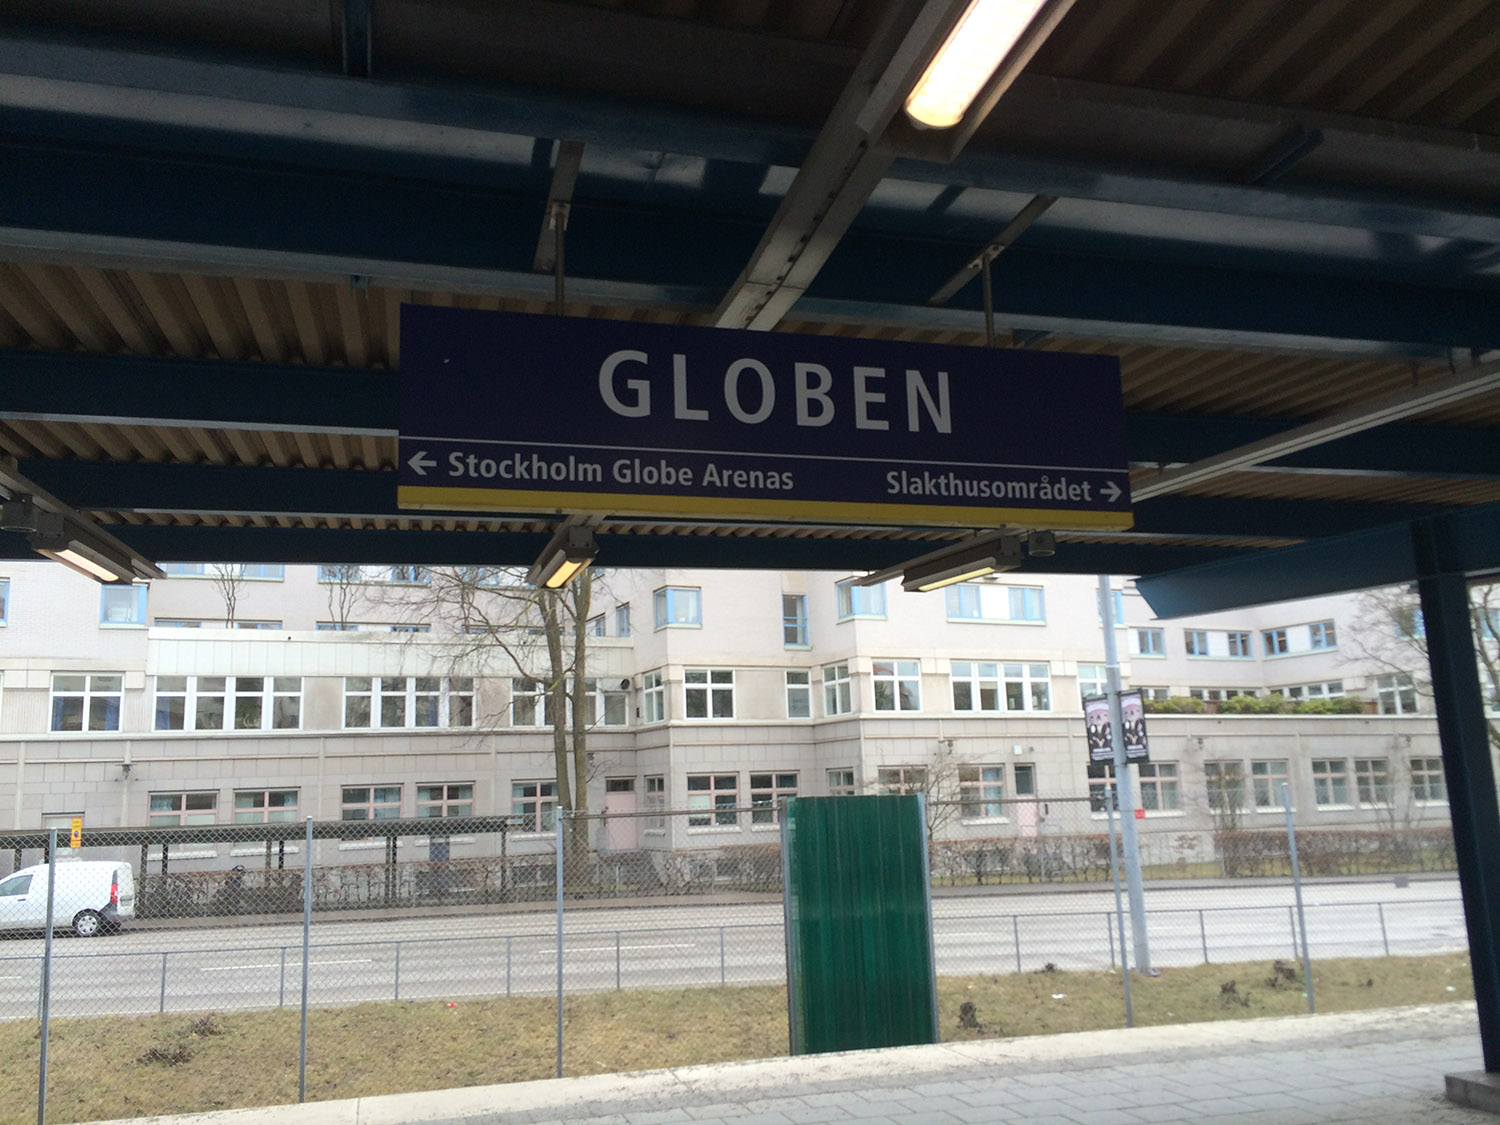 GLOBEN
← Stockholm Globe Arenas
Slakthusområdet →